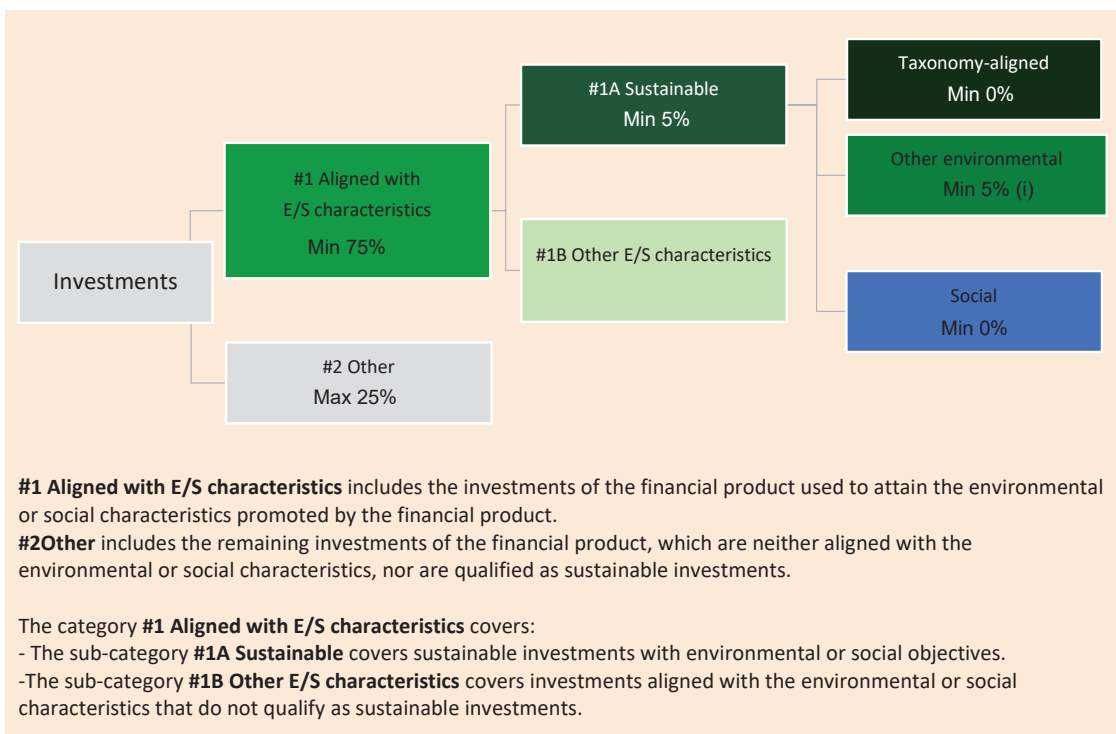 Investments
#1 Aligned with
E/S characteristics
Min 75%
#2 Other
Max 25%
#1A Sustainable
Min 5%
#1B Other E/S characteristics
Taxonomy-aligned
Min 0%
Other environmental
Min 5% (i)
Social
Min 0%
#1 Aligned with E/S characteristics includes the investments of the financial product used to attain the environmental
or social characteristics promoted by the financial product.
#2Other includes the remaining investments of the financial product, which are neither aligned with the
environmental or social characteristics, nor are qualified as sustainable investments.
The category #1 Aligned with E/S characteristics covers:
- The sub-category #1A Sustainable covers sustainable investments with environmental or social objectives.
-The sub-category #1B Other E/S characteristics covers investments aligned with the environmental or social
characteristics that do not qualify as sustainable investments.